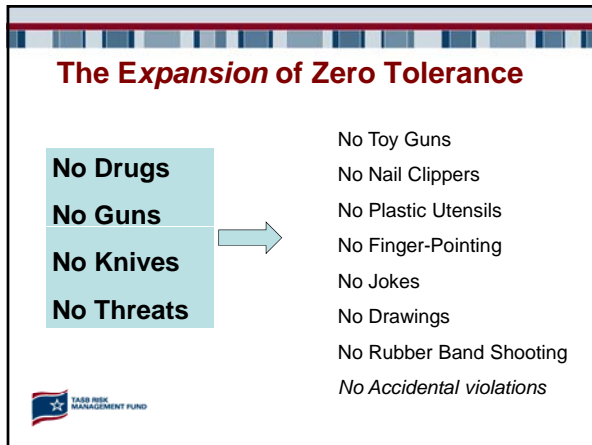 The Expansion of Zero Tolerance
No Drugs
No Guns
No Knives
No Threats
No Toy Guns
No Nail Clippers
No Plastic Utensils
No Finger-Pointing
No Jokes
No Drawings
No Rubber Band Shooting
No Accidental violations
TASB RISK
MANAGEMENT FUND